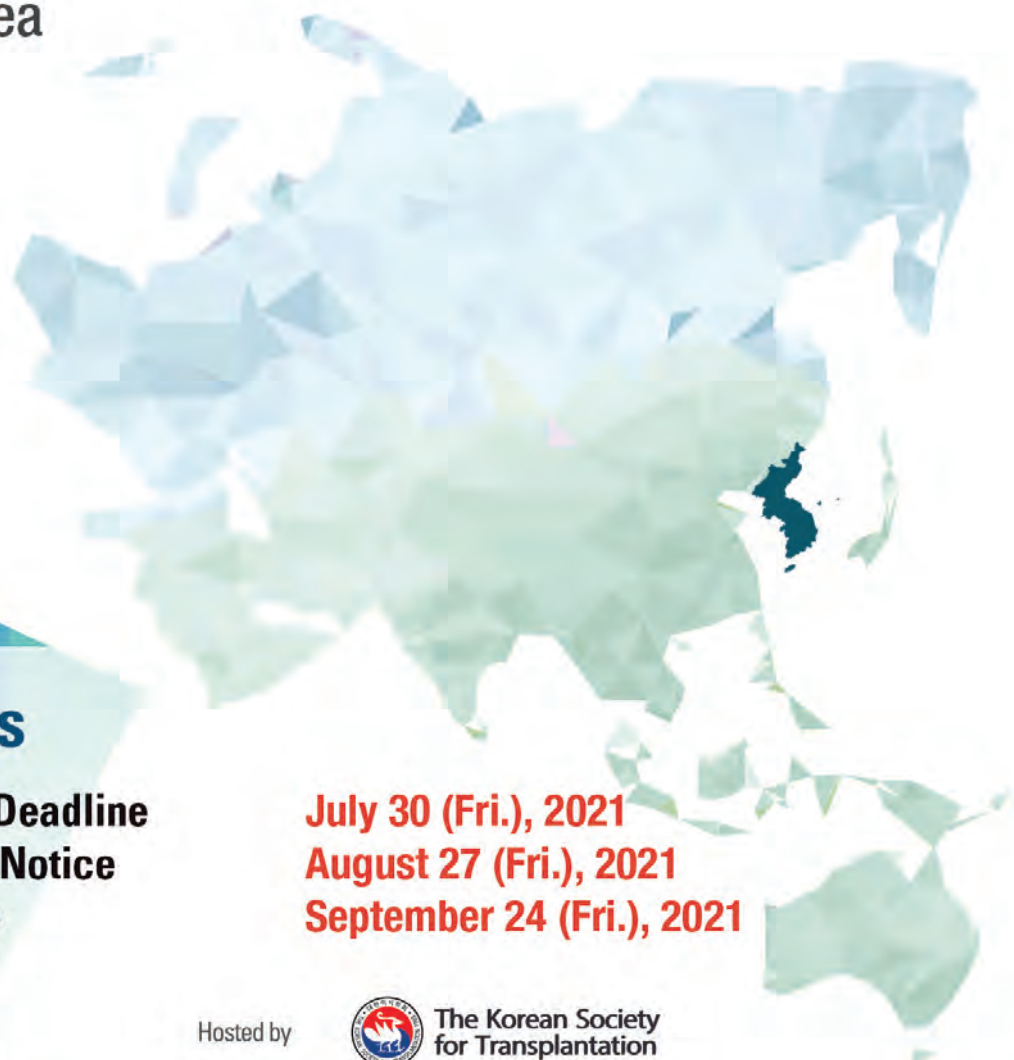 ea
s
Deadline July 30 (Fri.), 2021
Notice August 27 (Fri.), 2021
September 24 (Fri.), 2021
Hosted by The Korean Society
for Transplantation